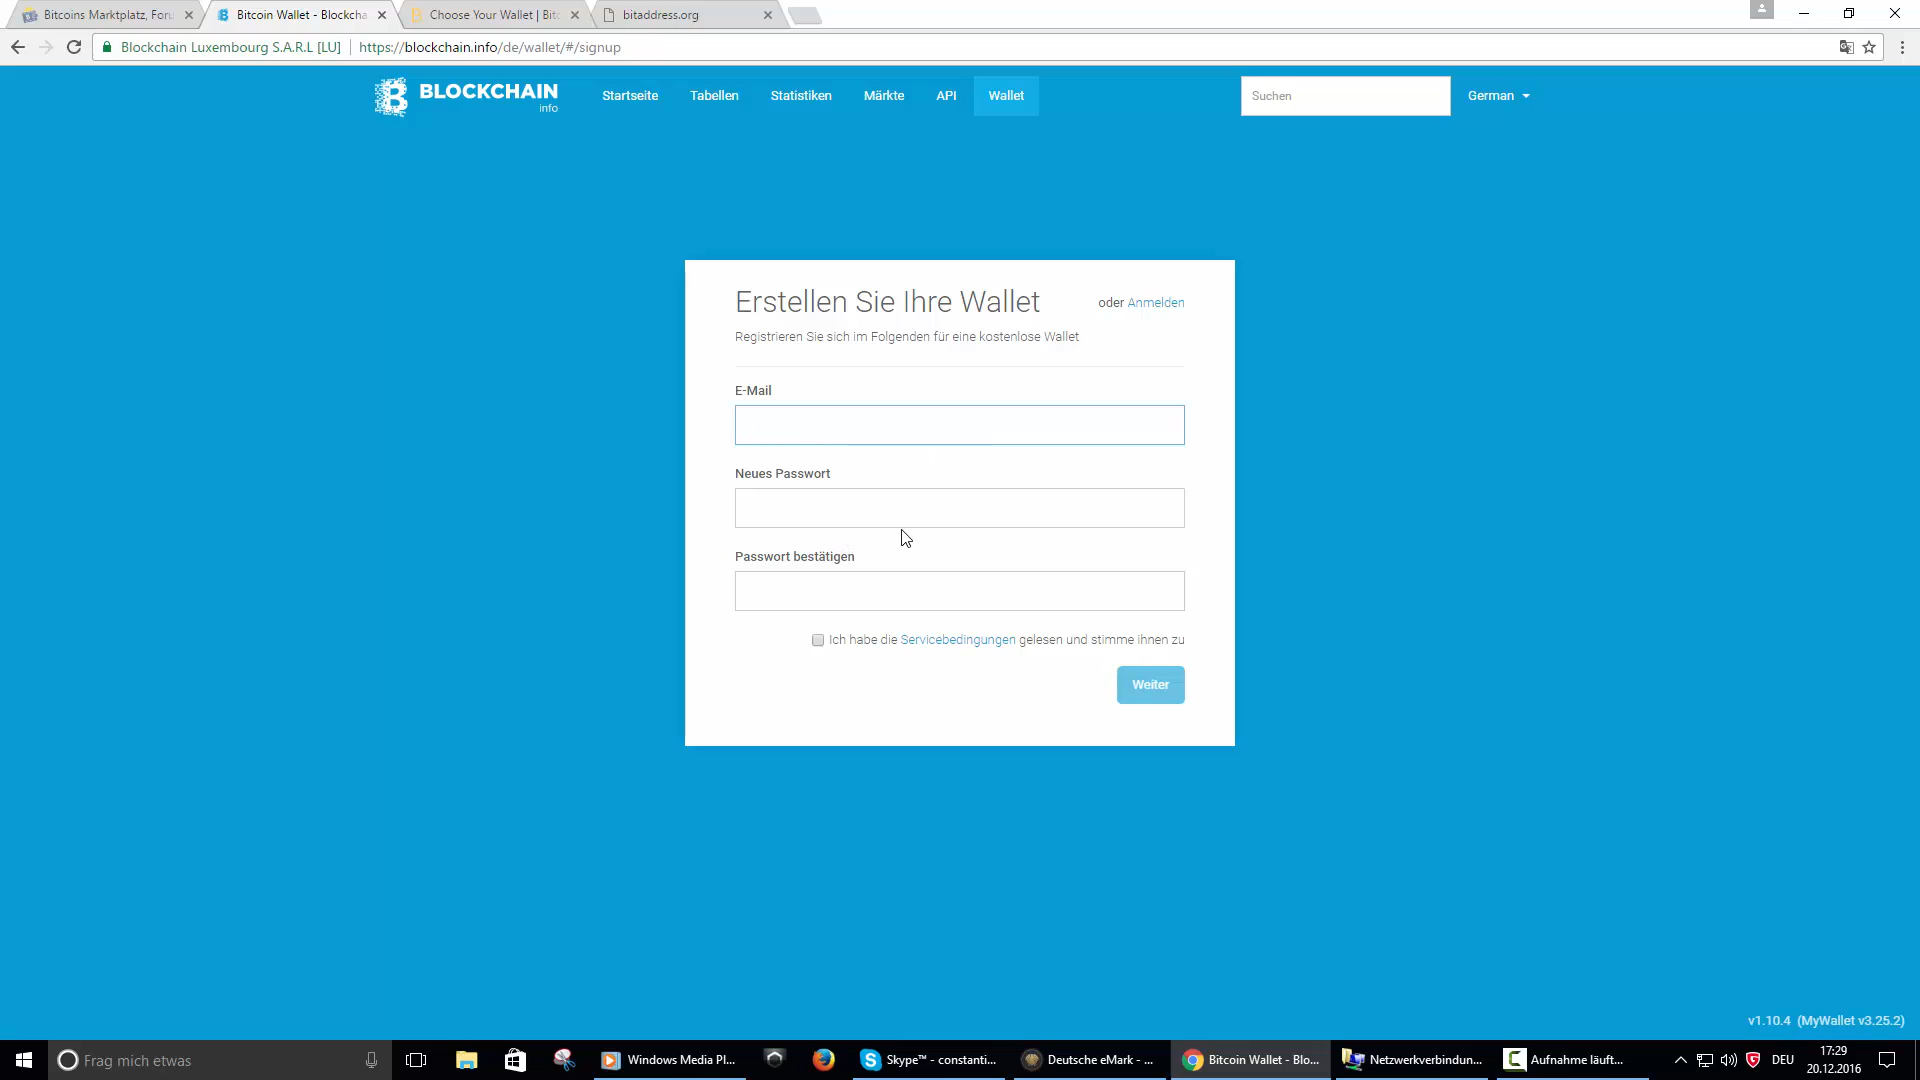 Bitcoins Marktplatz, Foru
Bitcoin Wallet - Blockcha
Choose Your Wallet | Bitc
bitaddress.org
Blockchain Luxembourg S.A.R.L [LU]
https://blockchain.info/de/wallet/#/signup
BLOCKCHAIN
info
Startseite
Tabellen
Statistiken
Märkte
API
Wallet
Suchen
German
Erstellen Sie Ihre Wallet
oder Anmelden
Registrieren Sie sich im Folgenden für eine kostenlose Wallet
E-Mail
Neues Passwort
Passwort bestätigen
Ich habe die Servicebedingungen gelesen und stimme ihnen zu
Weiter
v1.10.4 (MyWallet v3.25.2)
Frag mich etwas
Windows Media Pl...
Skype™ - constanti...
Deutsche eMark - ...
Bitcoin Wallet - Blo...
Netzwerkverbindun...
Aufnahme läuft...
DEU
17:29
20.12.2016